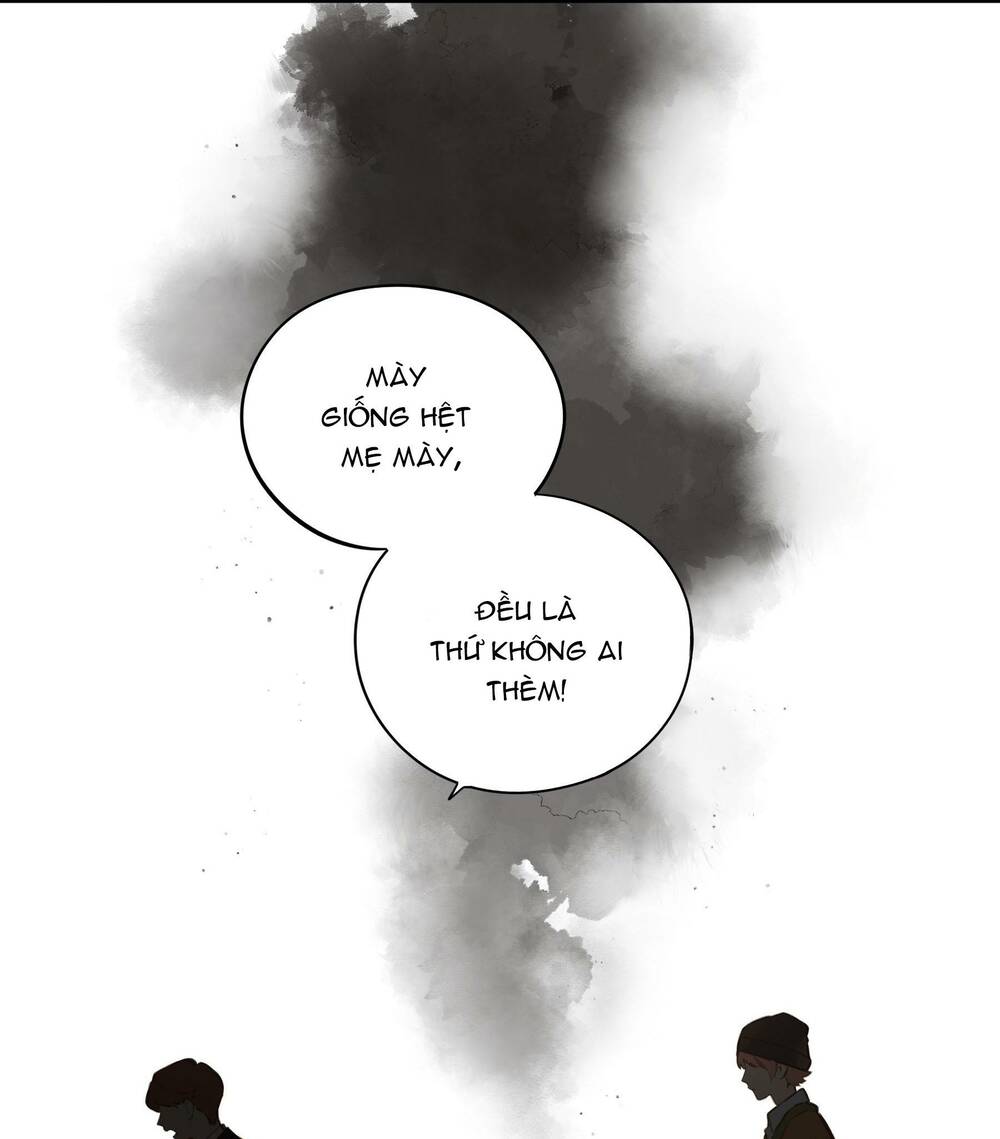 MÀY
GIỐNG HỆT
MẸ MÀY,
ĐỀU LÀ
THỨ KHÔNG AI
THÈM!